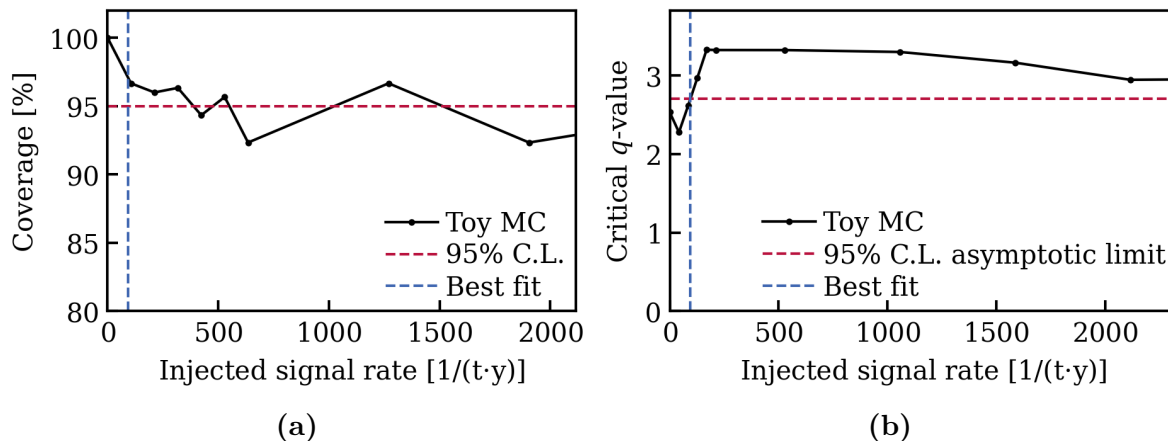 100
95
90
85
80
Coverage [%]
Toy MC
95% C.L.
Best fit
0 500 1000 1500 2000
Injected signal rate [1/(t·y)]
(a)
3
2
1
0
Critical q-value
Toy MC
95% C.L. asymptotic limit
Best fit
0 500 1000 1500 2000
Injected signal rate [1/(t·y)]
(b)